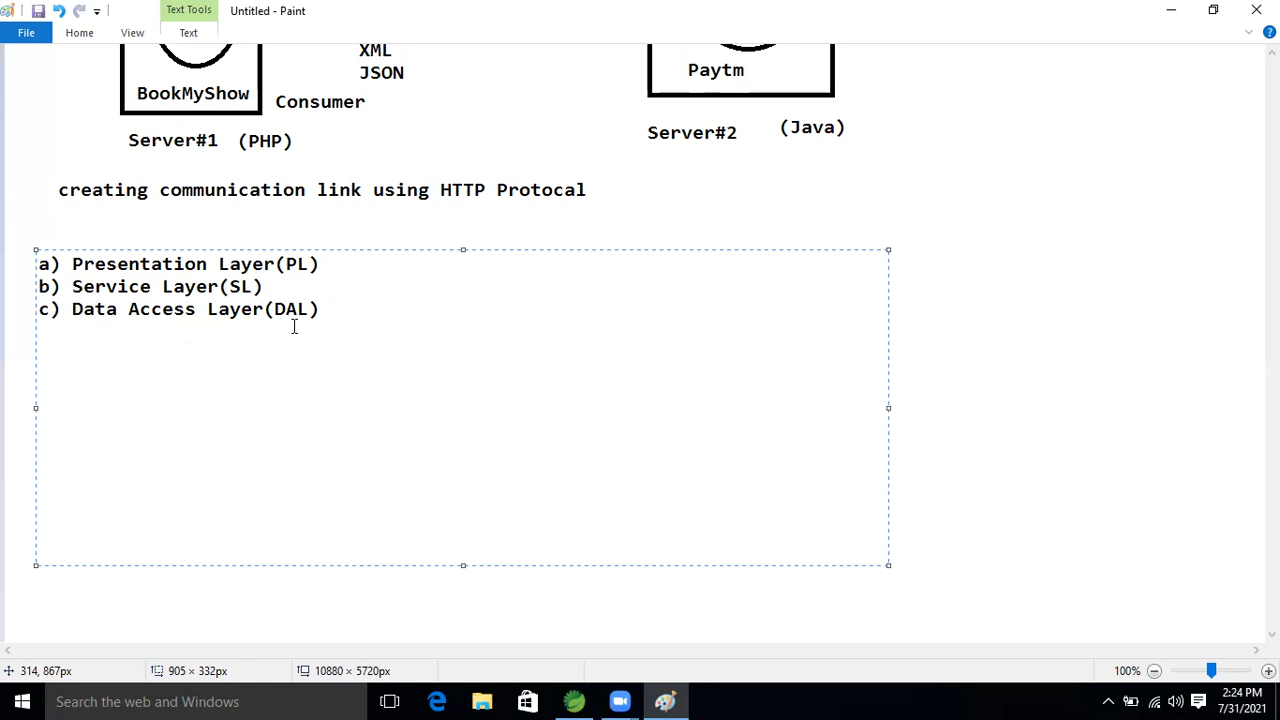 Text Tools
Untitled - Paint
File
Home
View
Text
XML
JSON
BookMyShow
Consumer
Server#1 (PHP)
Paytm
Server#2 (Java)
creating communication link using HTTP Protocal
a) Presentation Layer(PL)
b) Service Layer(SL)
c) Data Access Layer(DAL)
314, 867px
905 × 332px
10880 × 5720px
100%
Search the web and Windows
2:24 PM
7/31/2021